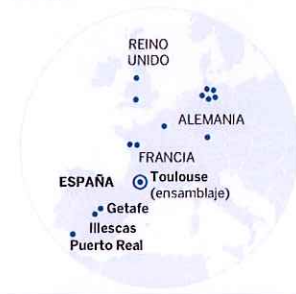 REINO
UNIDO
ALEMANIA
FRANCIA
ESPAÑA
Toulouse
(ensamblaje)
Getafe
Illescas
Puerto Real